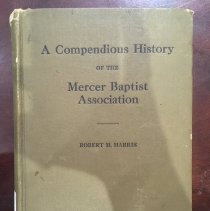 A Compendious History
OF THE
Mercer Baptist
Association
ROBERT H. HARRIS